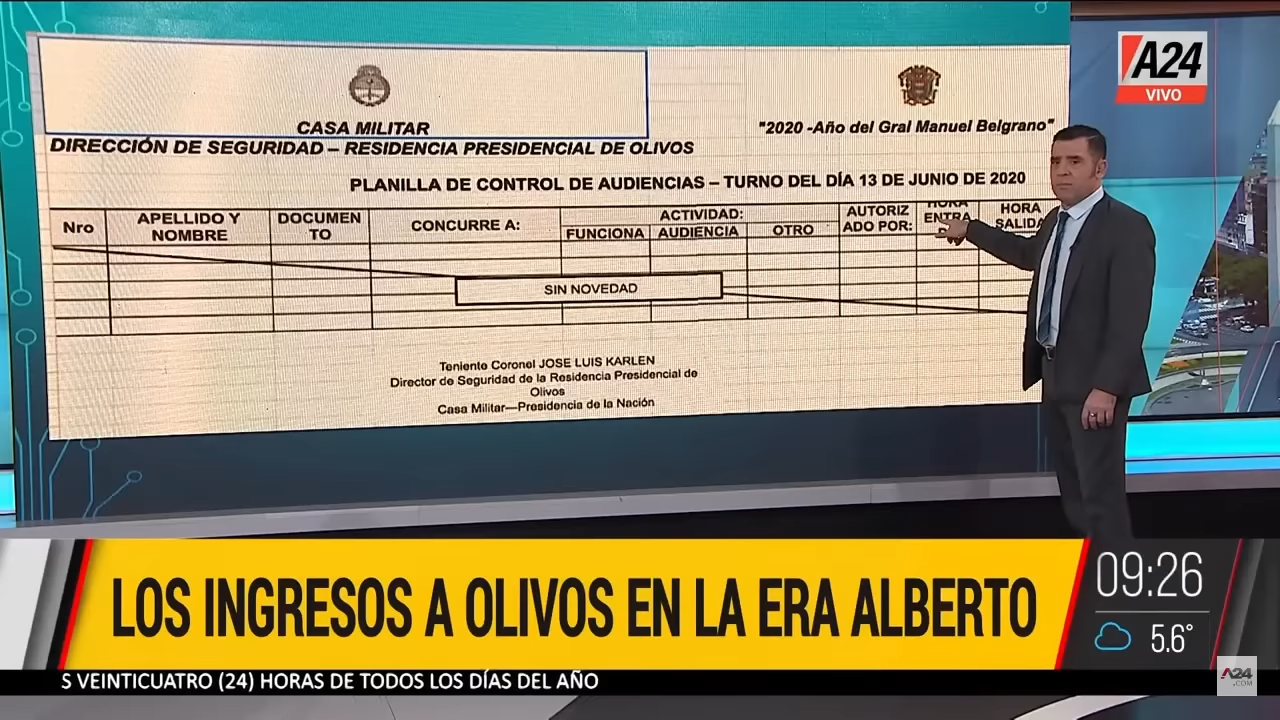 A24
VIVO
CASA MILITAR
"2020 -Año del Gral Manuel Belgrano"
DIRECCIÓN DE SEGURIDAD – RESIDENCIA PRESIDENCIAL DE OLIVOS
PLANILLA DE CONTROL DE AUDIENCIAS – TURNO DEL DÍA 13 DE JUNIO DE 2020
Nro
APELLIDO Y
NOMBRE
DOCUMEN
TO
CONCURRE A:
ACTIVIDAD:
FUNCIONA
AUDIENCIA
OTRO
AUTORIZ
ADO POR:
HORA
ENTRA
HORA
SALIDA
SIN NOVEDAD
Teniente Coronel JOSE LUIS KARLEN
Director de Seguridad de la Residencia Presidencial de
Olivos
Casa Militar—Presidencia de la Nación
LOS INGRESOS A OLIVOS EN LA ERA ALBERTO
09:26
5.6°
S VEINTICUATRO (24) HORAS DE TODOS LOS DÍAS DEL AÑO
A24
.COM